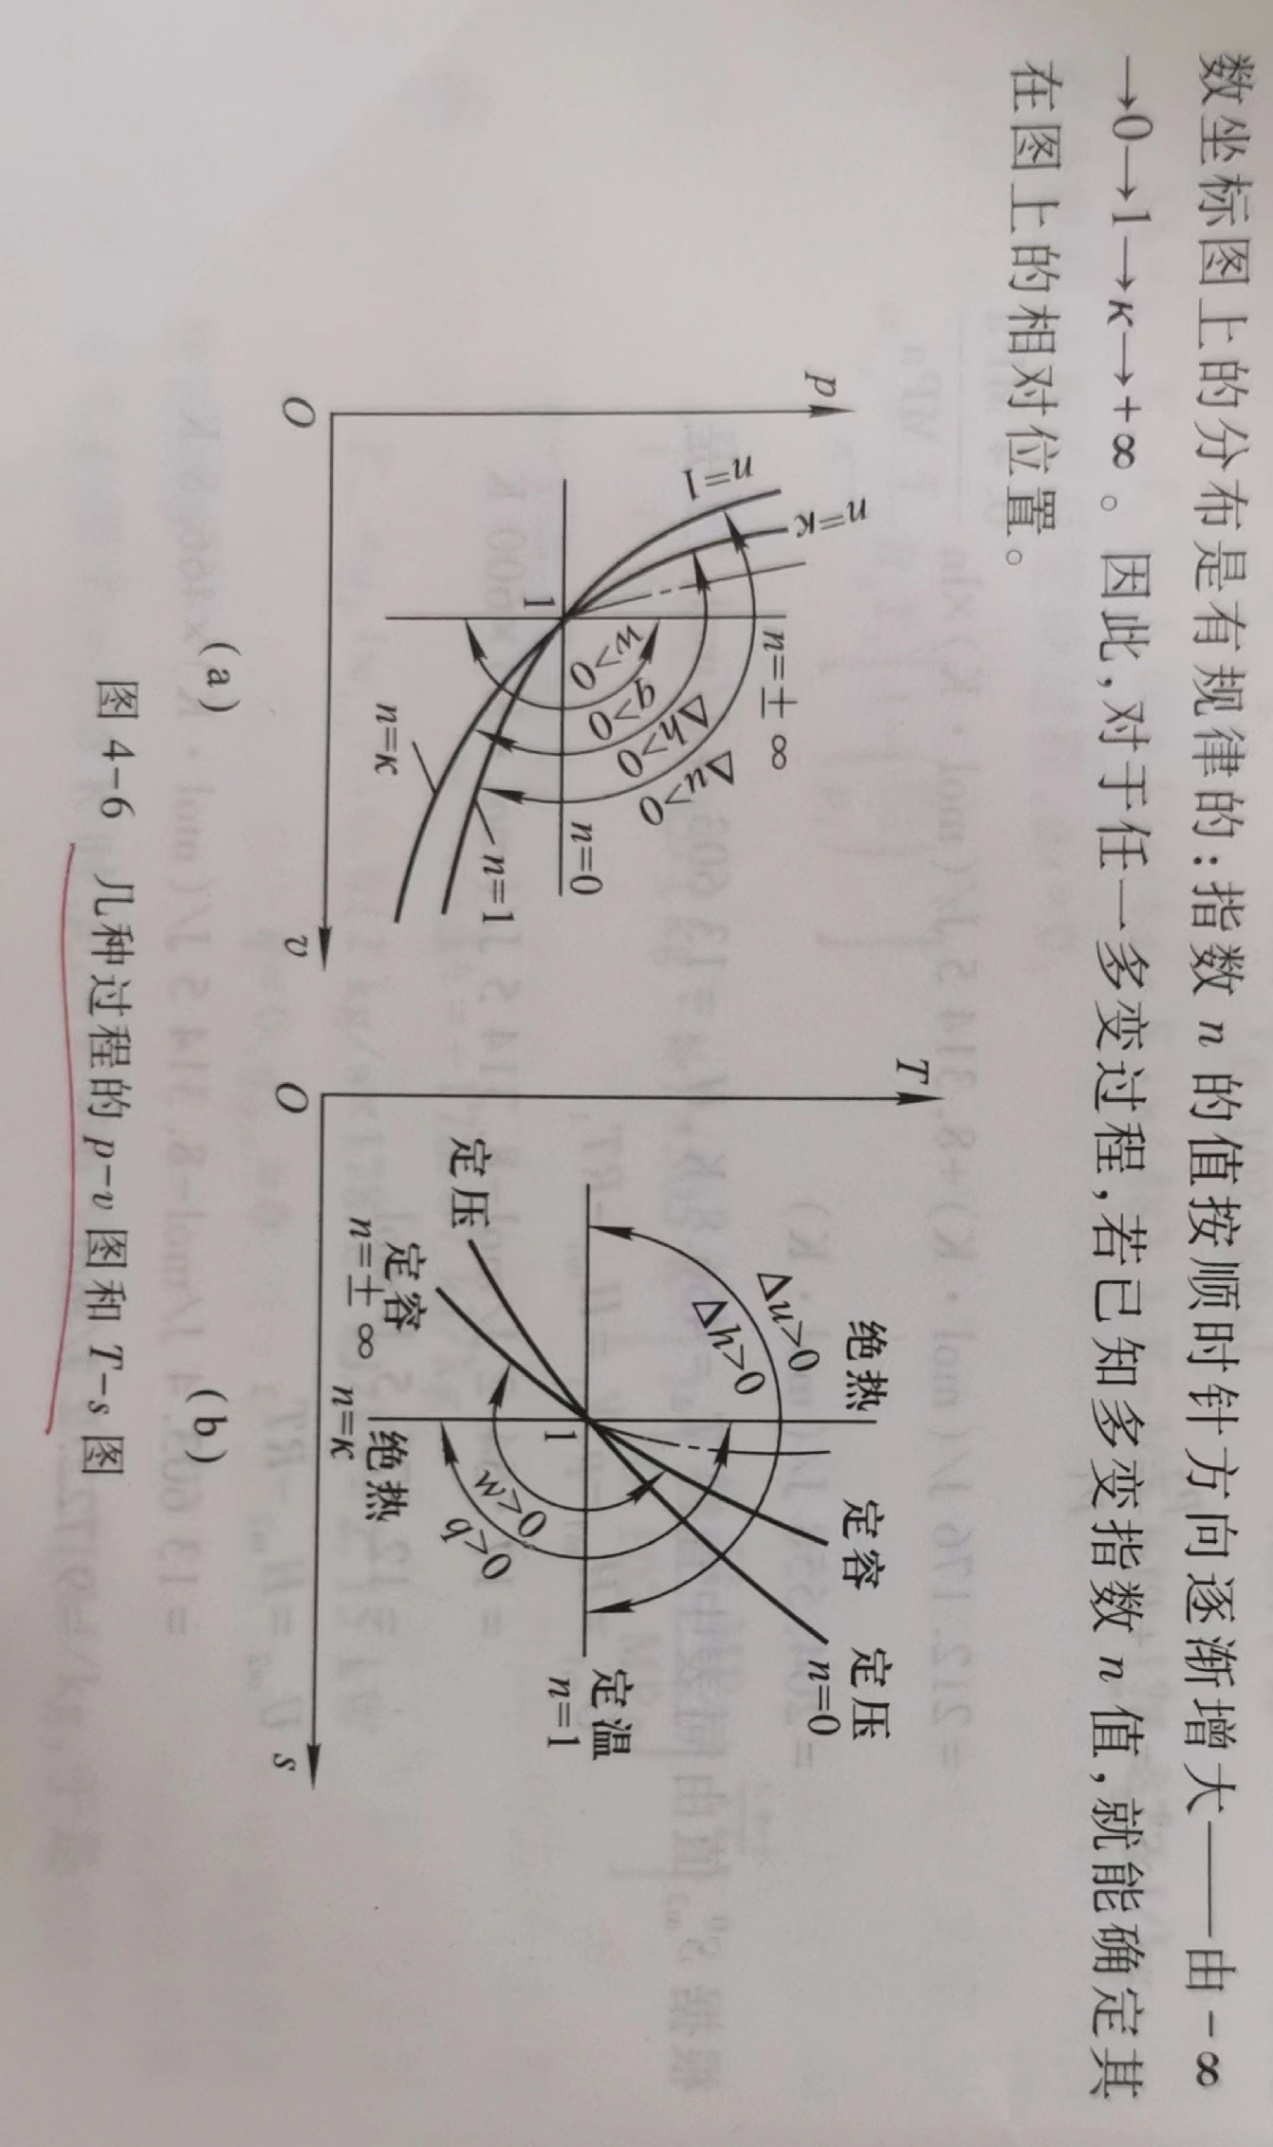 数坐标图上的分布是有规律的：指数 n 的值按顺时针方向逐渐增大——由－∞
→0→1→κ→＋∞。因此，对于任一多变过程，若已知多变指数 n 值，就能确定其
在图上的相对位置。
p
n=1
n=κ
n=±∞
w>0
q>0
Δh>0
Δu>0
1
n=0
n=1
n=κ
O
v
(a)
T
绝热
定容
定压
n=0
Δu>0
Δh>0
定温
n=1
1
w>0
q>0
定压
定容
n=±∞
绝热
n=κ
O
s
(b)
图 4-6 几种过程的 p-v 图和 T-s 图